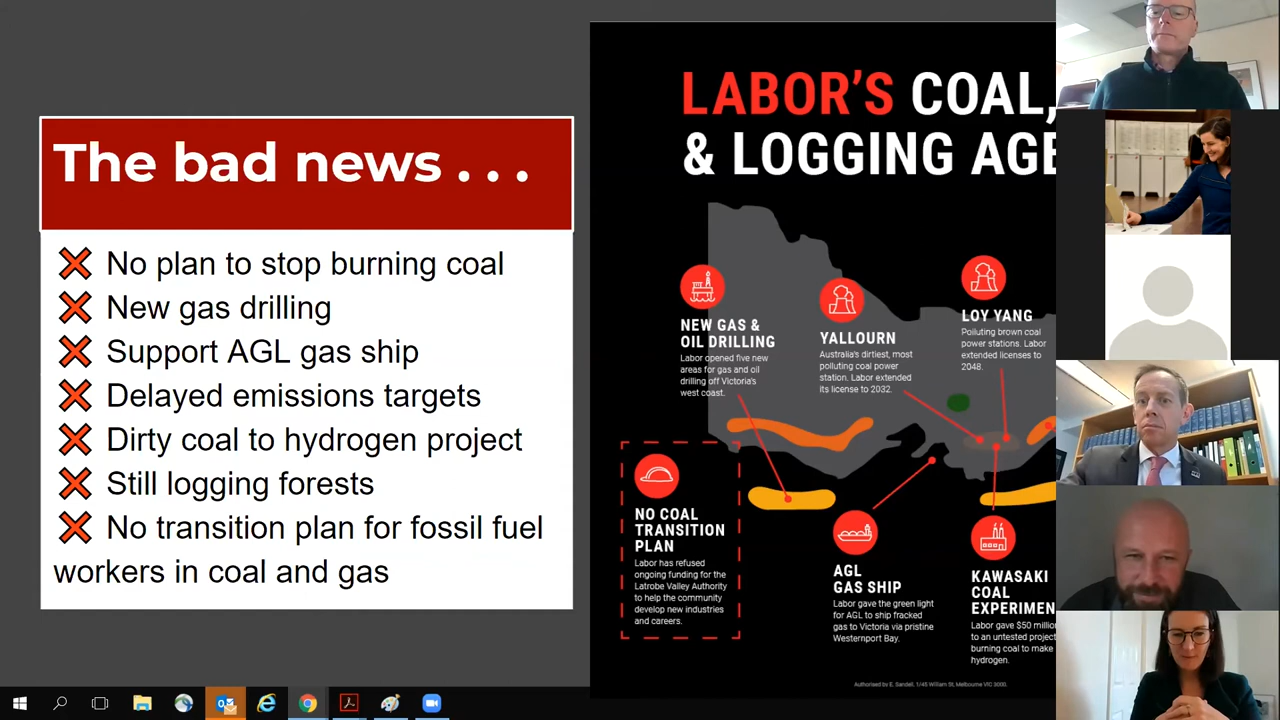 The bad news . . .
No plan to stop burning coal
New gas drilling
Support AGL gas ship
Delayed emissions targets
Dirty coal to hydrogen project
Still logging forests
No transition plan for fossil fuel
workers in coal and gas
LABOR'S COAL,
& LOGGING AGE
NEW GAS &
OIL DRILLING
Labor opened five new
areas for gas and oil
drilling off Victoria's
west coast.
YALLOURN
Australia's dirtiest, most
polluting coal power
station. Labor extended
its license to 2032.
LOY YANG
Polluting brown coal
power stations. Labor
extended licenses to
2048.
NO COAL
TRANSITION
PLAN
Labor has refused
ongoing funding for the
Latrobe Valley Authority
to help the community
develop new industries
and careers.
AGL
GAS SHIP
Labor gave the green light
for AGL to ship fracked
gas to Victoria via pristine
Westernport Bay.
KAWASAKI
COAL
EXPERIMEN
Labor gave $50 million
to an untested project
burning coal to make
hydrogen.
Authorised by E. Sandell, 1/45 William St, Melbourne VIC 3000.